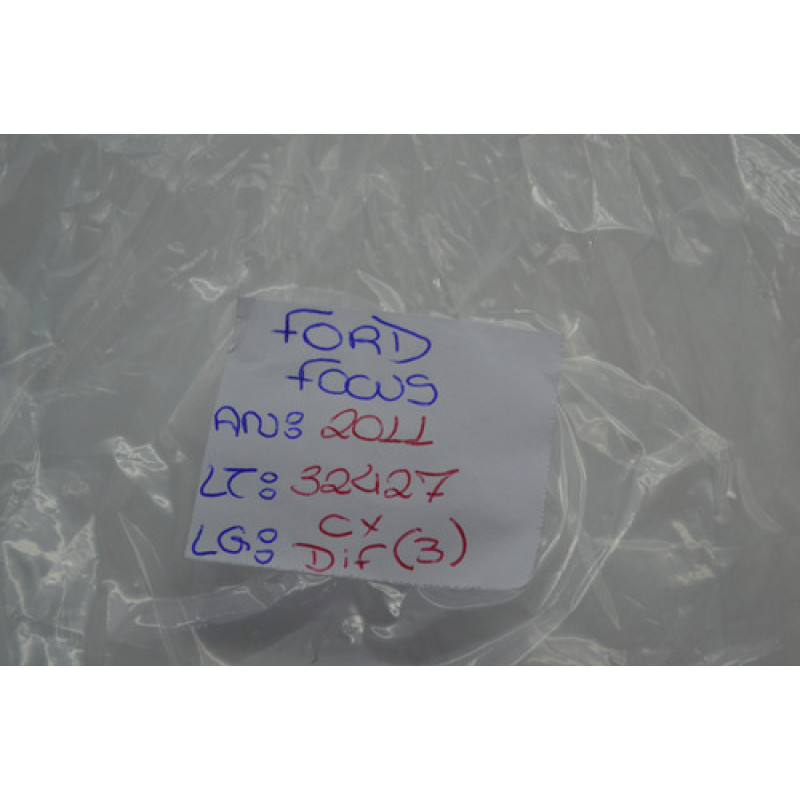 FORD
FOCUS
AN: 2011
LT: 32427
LG: CX
Dif (3)